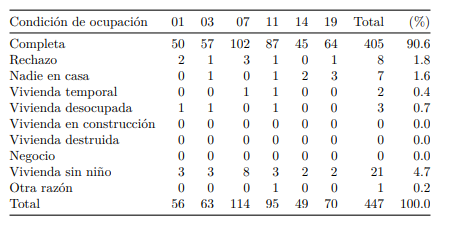 Condición de ocupación 01 03 07 11 14 19 Total (%)
Completa 50 57 102 87 45 64 405 90.6
Rechazo 2 1 3 1 0 1 8 1.8
Nadie en casa 0 1 0 1 2 3 7 1.6
Vivienda temporal 0 0 1 1 0 0 2 0.4
Vivienda desocupada 1 1 0 1 0 0 3 0.7
Vivienda en construcción 0 0 0 0 0 0 0 0.0
Vivienda destruida 0 0 0 0 0 0 0 0.0
Negocio 0 0 0 0 0 0 0 0.0
Vivienda sin niño 3 3 8 3 2 2 21 4.7
Otra razón 0 0 0 1 0 0 1 0.2
Total 56 63 114 95 49 70 447 100.0